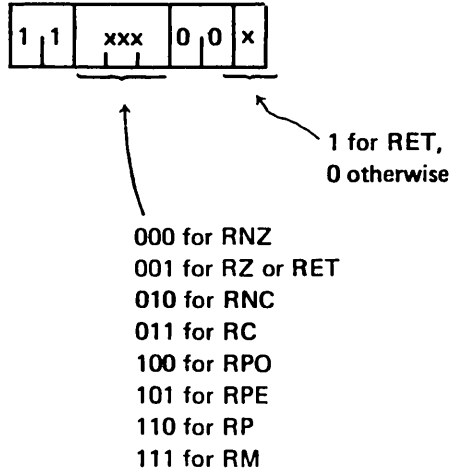 1 1 xxx 0 0 x
1 for RET,
0 otherwise
000 for RNZ
001 for RZ or RET
010 for RNC
011 for RC
100 for RPO
101 for RPE
110 for RP
111 for RM